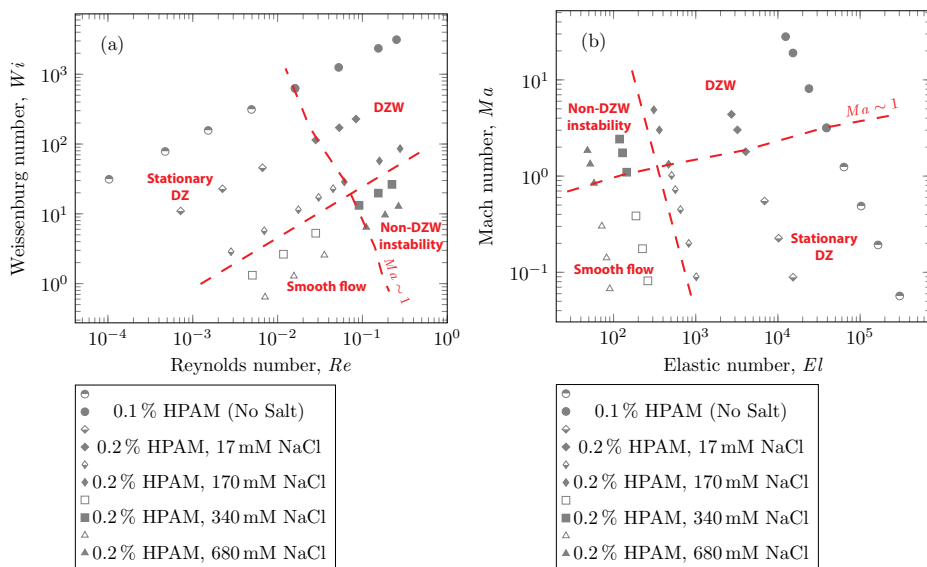 (a)
DZW
Stationary
DZ
Non-DZW
instability
Smooth flow
Ma ~ 1
10^3
10^2
10^1
10^0
10^−4
10^−3
10^−2
10^−1
10^0
Weissenburg number, Wi
Reynolds number, Re
0.1 % HPAM (No Salt)
0.2 % HPAM, 17 mM NaCl
0.2 % HPAM, 170 mM NaCl
0.2 % HPAM, 340 mM NaCl
0.2 % HPAM, 680 mM NaCl
(b)
DZW
Non-DZW
instability
Ma ~ 1
Smooth flow
Stationary
DZ
10^1
10^0
10^−1
10^2
10^3
10^4
10^5
Mach number, Ma
Elastic number, El
0.1 % HPAM (No Salt)
0.2 % HPAM, 17 mM NaCl
0.2 % HPAM, 170 mM NaCl
0.2 % HPAM, 340 mM NaCl
0.2 % HPAM, 680 mM NaCl